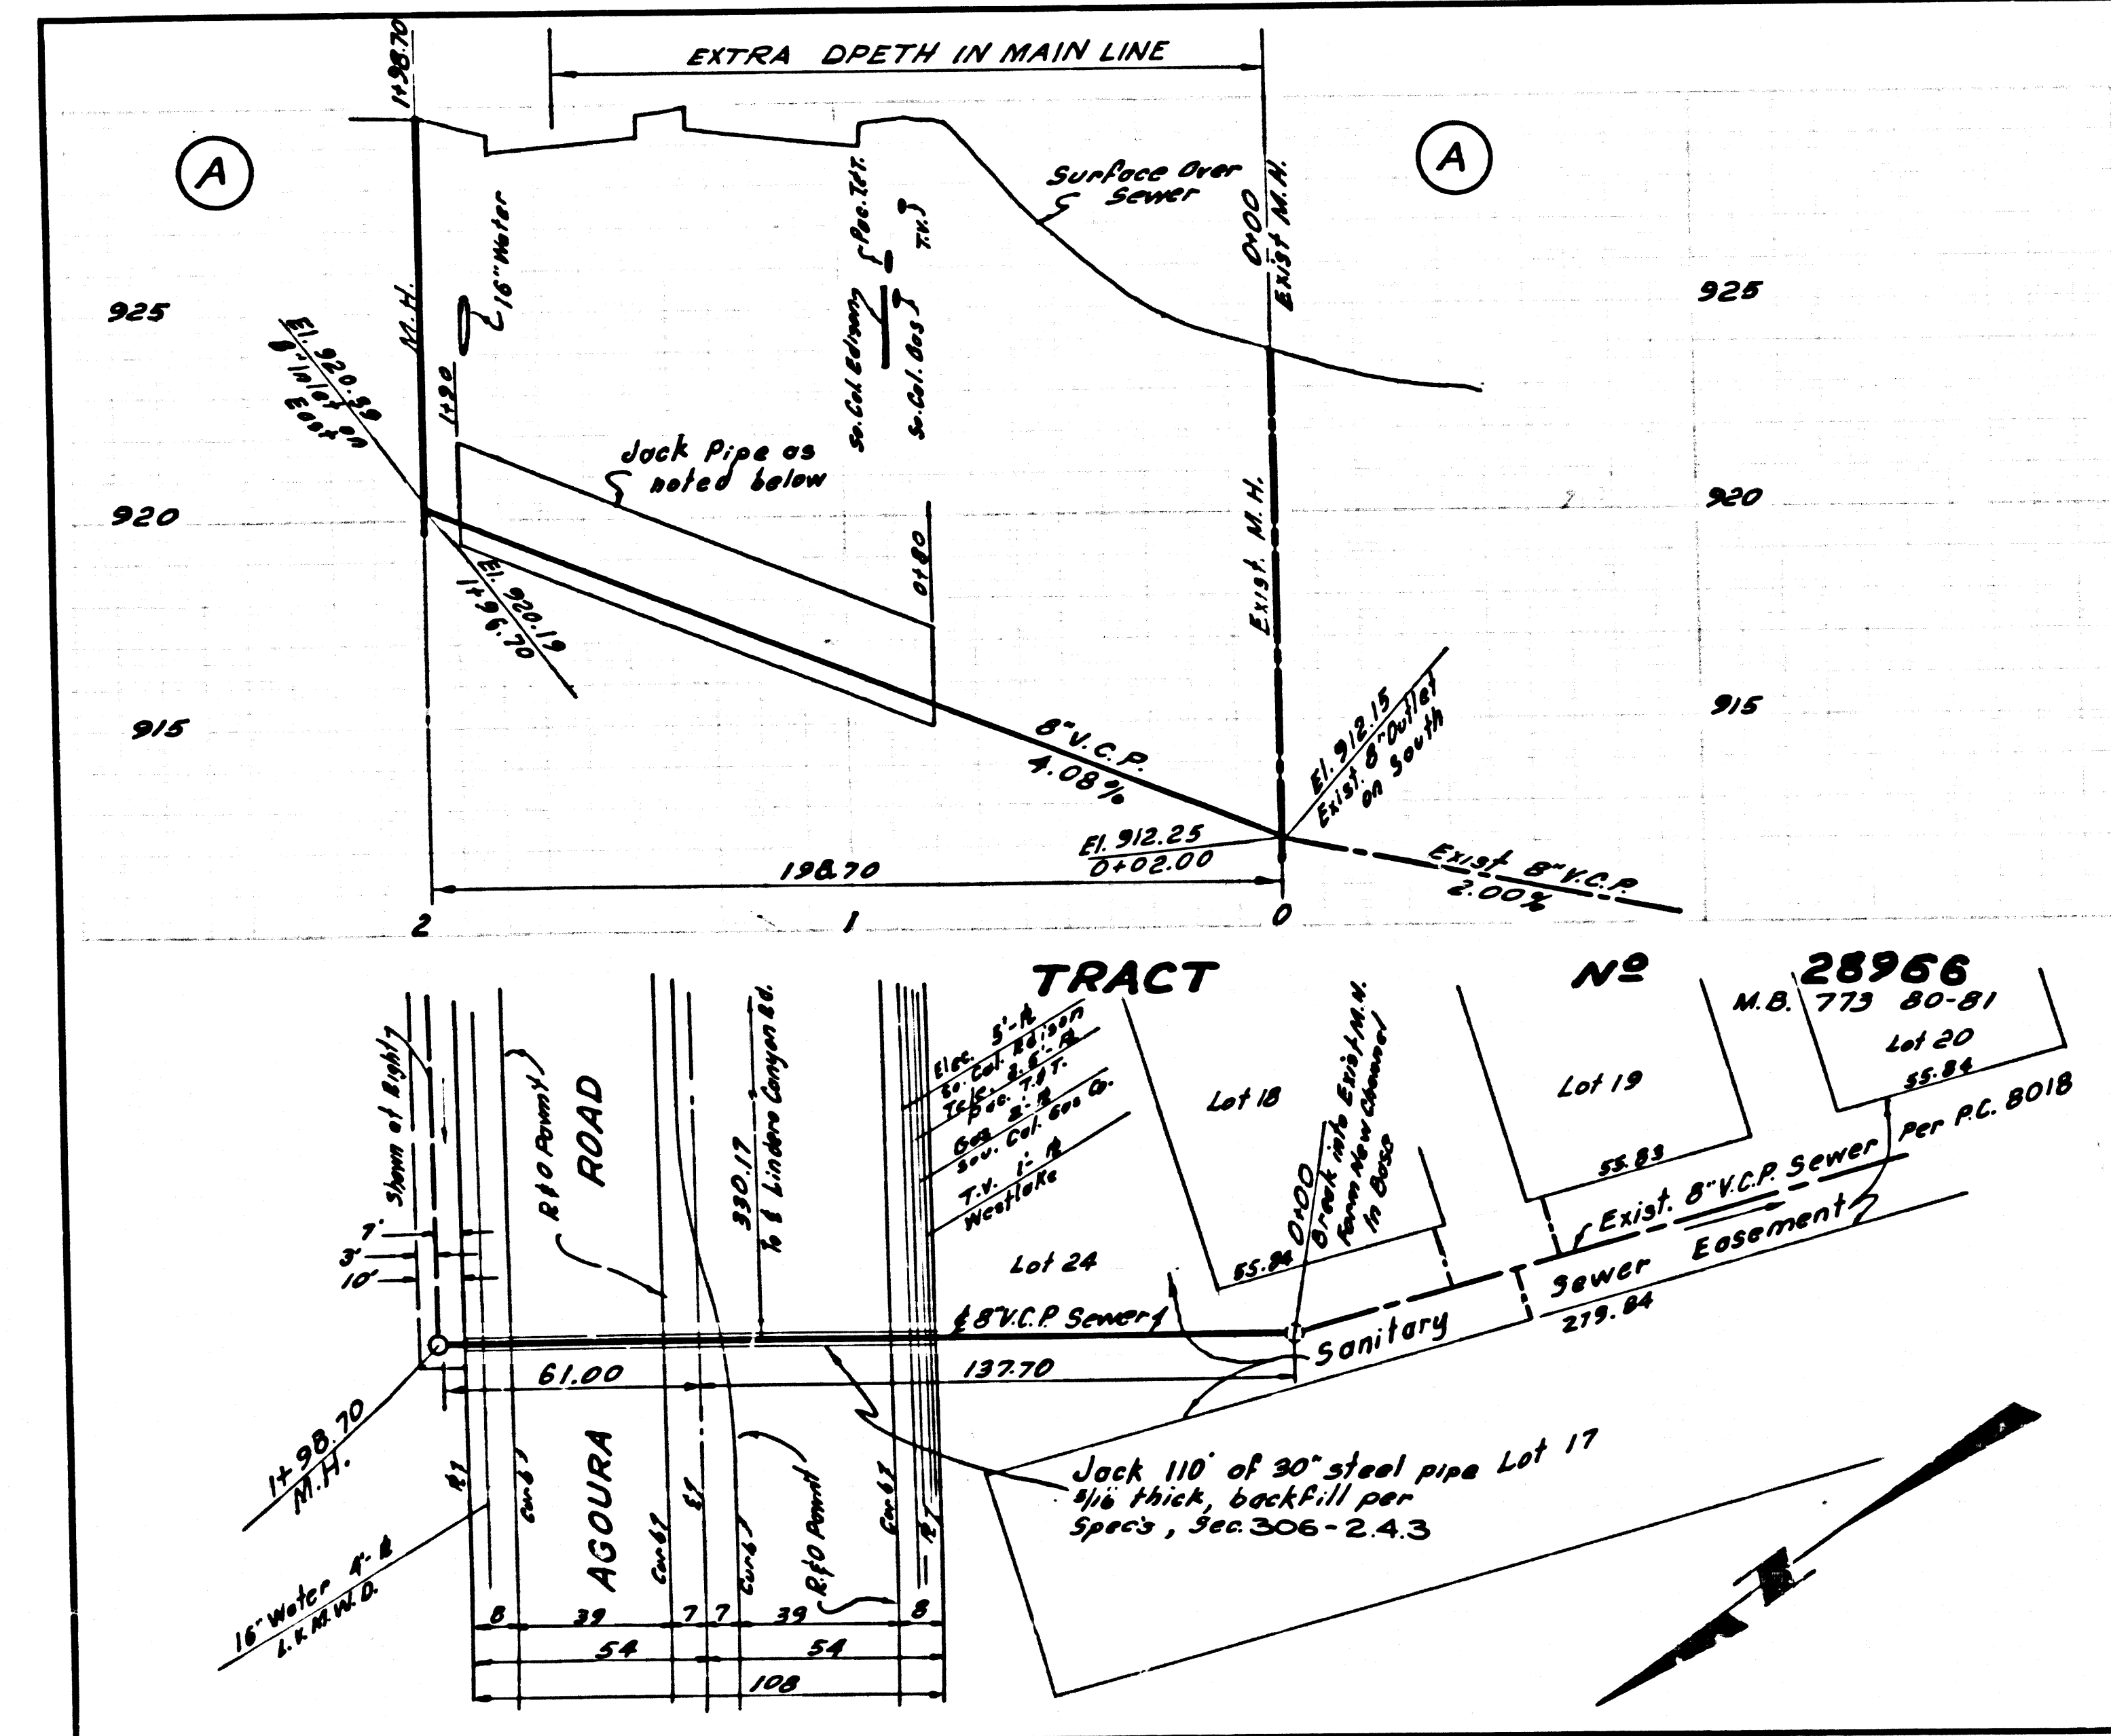 1+98.70
EXTRA DPETH IN MAIN LINE
A
A
Surface Over
Sewer
0+00
Exist M.H.
16" Water
Pac. T&T.
T.V.
So. Cal. Edison
So. Cal. Gas
M.H.
925
925
1+90
El. 920.39
East
Jack Pipe as
noted below
920
920
0+80
Exist. M.H.
El. 920.19
1+96.70
915
915
8" V.C.P.
4.08%
El. 912.15
Exist. 8" Outlet
on South
El. 912.25
0+02.00
198.70
Exist 8" V.C.P.
2.00%
2
1
0
TRACT Nº 28966
M.B. 773 80-81
Lot 20
55.84
Lot 19
55.83
Lot 18
55.84
Shown at Right
ROAD
330.17
To ℄ Lindero Canyon Rd.
Elec. 5'-℞
So. Cal. Edison
Tele. 2.5'-℞
Pac. T&T.
Gas 2'-℞
Sou. Cal. Gas Co.
T.V. 1'-℞
Westlake
0+00
Break into Exist M.H.
Form New Channel
In Base
Per P.C. 8018
Exist. 8" V.C.P. Sewer
Sanitary Sewer Easement
279.84
7'
3'
10'
Lot 24
℄ 8" V.C.P. Sewer
61.00
137.70
1+98.70
M.H.
AGOURA
Curb
Curb
Curb
Curb
Jack 110' of 30" steel pipe
5/16 thick, backfill per
Spec's, Sec. 306-2.4.3
Lot 17
16" Water 4'-℞
L.V.M.W.D.
8
39
7
7
39
8
54
54
108
N